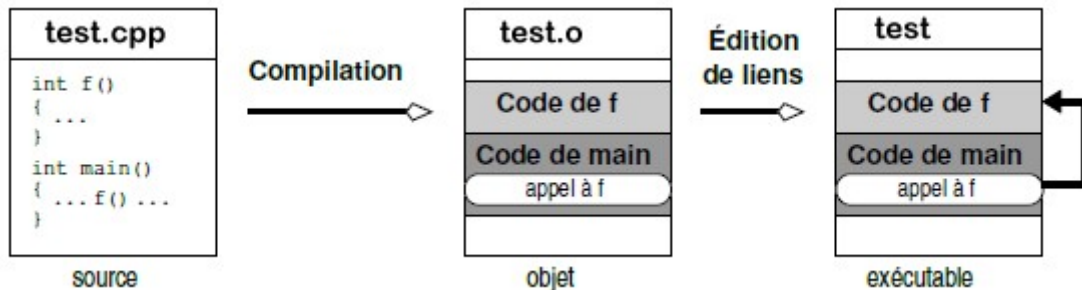 test.cpp
int f()
{
...
}
int main()
{
... f() ...
}
source
Compilation
test.o
Code de f
Code de main
appel à f
objet
Édition
de liens
test
Code de f
Code de main
appel à f
exécutable